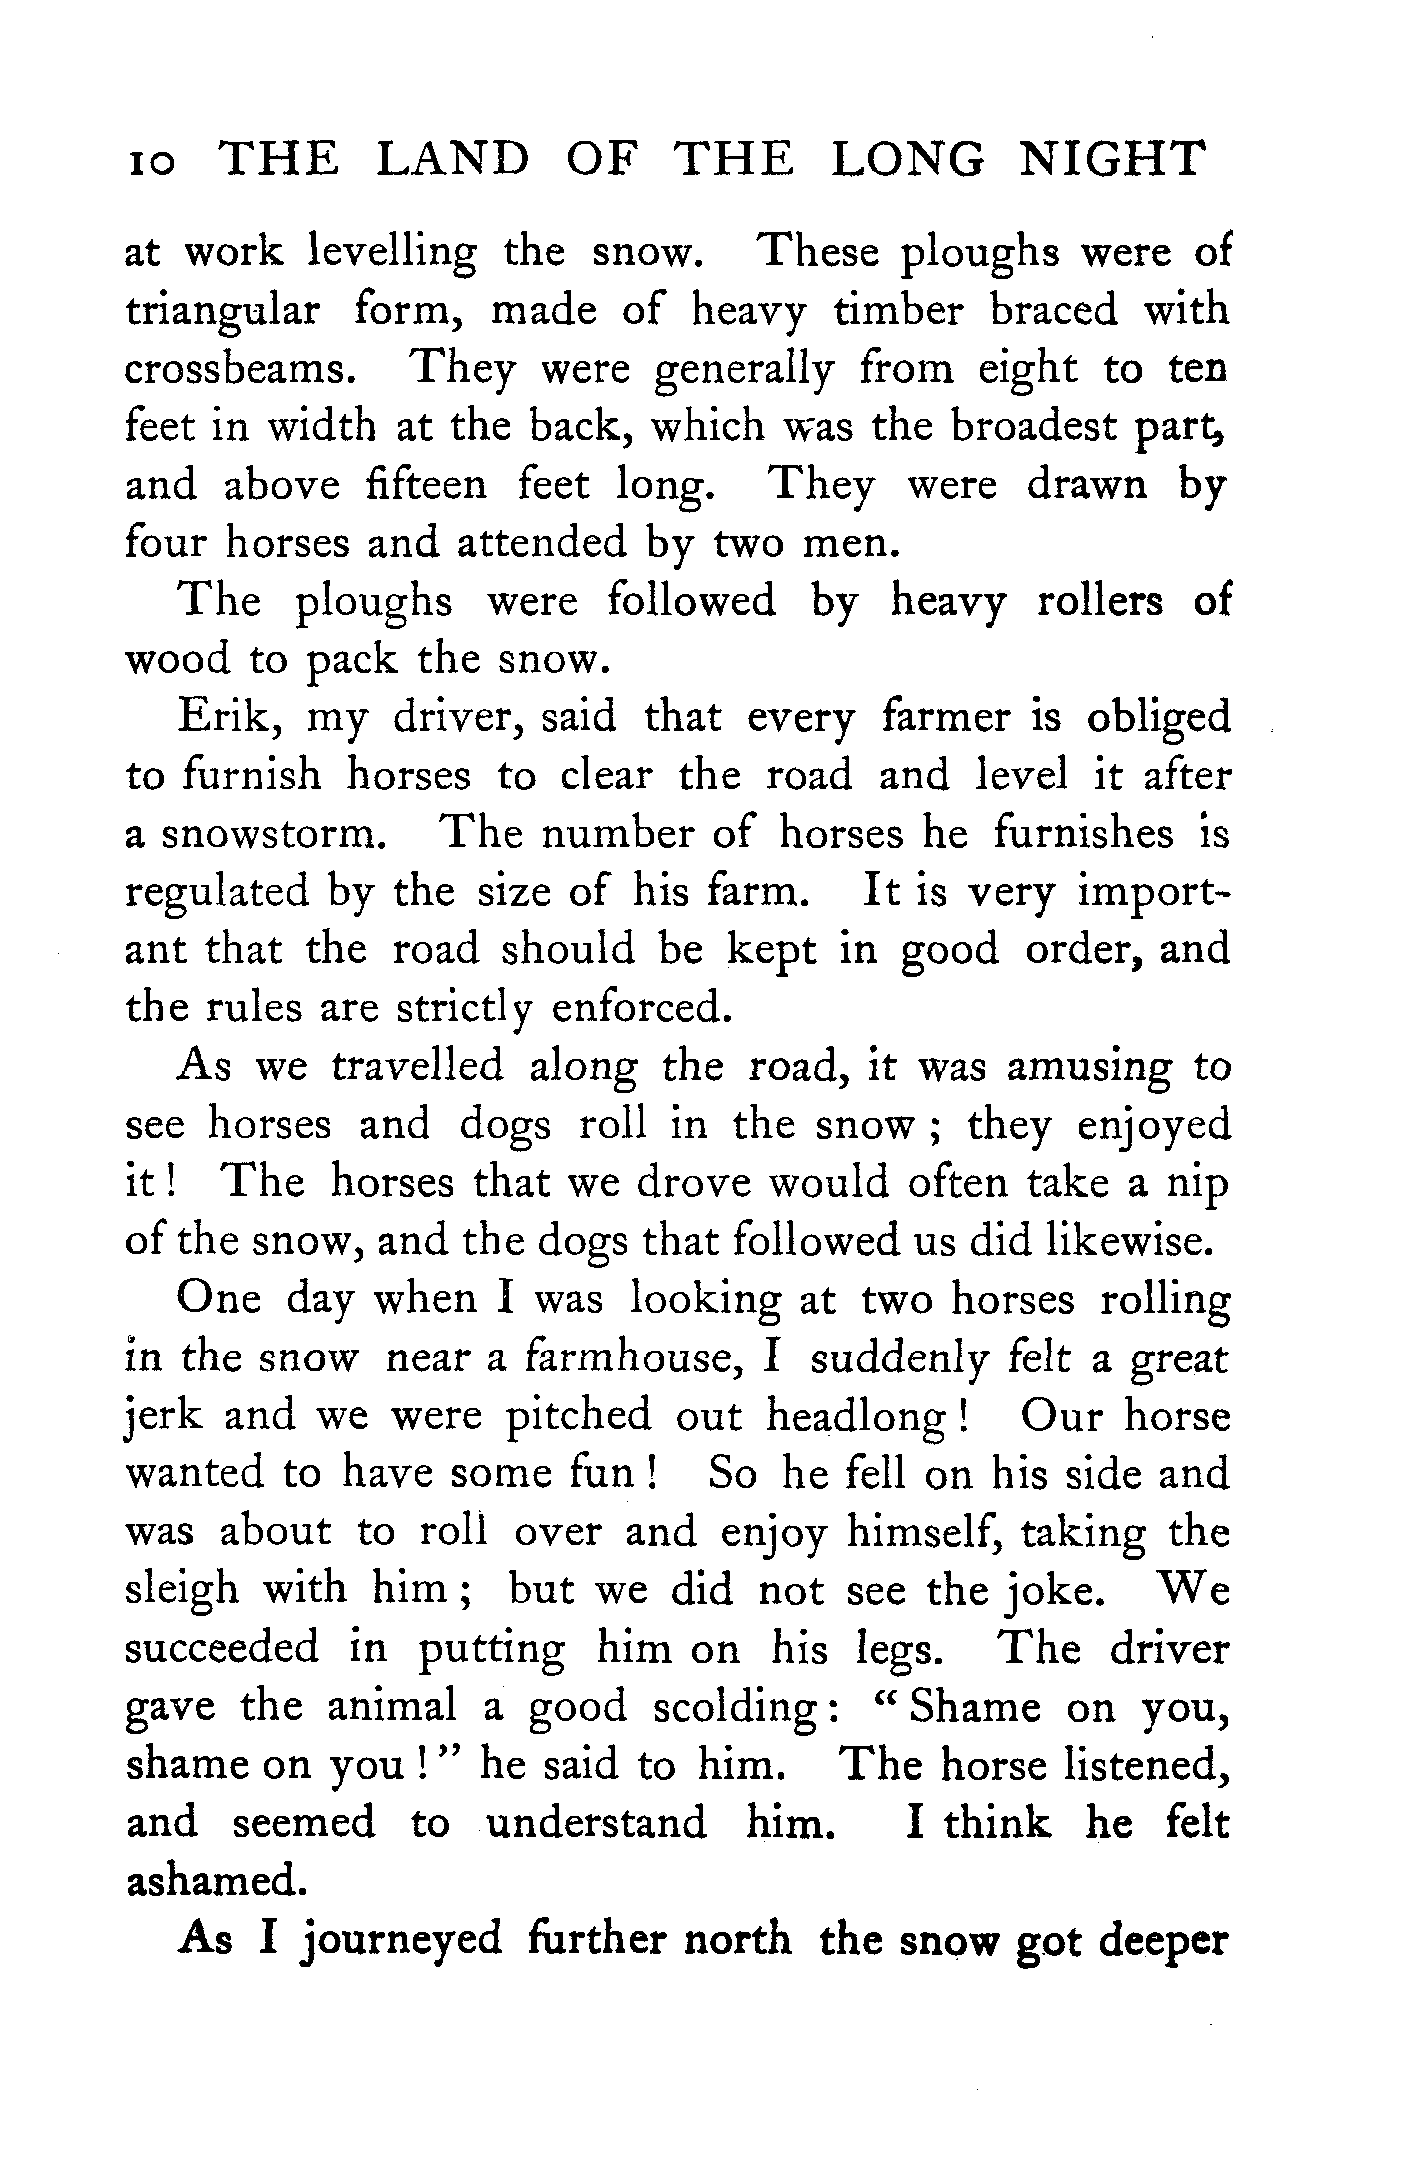 10 THE LAND OF THE LONG NIGHT
at work levelling the snow. These ploughs were of
triangular form, made of heavy timber braced with
crossbeams. They were generally from eight to ten
feet in width at the back, which was the broadest part,
and above fifteen feet long. They were drawn by
four horses and attended by two men.
The ploughs were followed by heavy rollers of
wood to pack the snow.
Erik, my driver, said that every farmer is obliged
to furnish horses to clear the road and level it after
a snowstorm. The number of horses he furnishes is
regulated by the size of his farm. It is very import-
ant that the road should be kept in good order, and
the rules are strictly enforced.
As we travelled along the road, it was amusing to
see horses and dogs roll in the snow ; they enjoyed
it ! The horses that we drove would often take a nip
of the snow, and the dogs that followed us did likewise.
One day when I was looking at two horses rolling
in the snow near a farmhouse, I suddenly felt a great
jerk and we were pitched out headlong ! Our horse
wanted to have some fun ! So he fell on his side and
was about to roll over and enjoy himself, taking the
sleigh with him ; but we did not see the joke. We
succeeded in putting him on his legs. The driver
gave the animal a good scolding : “ Shame on you,
shame on you ! ” he said to him. The horse listened,
and seemed to understand him. I think he felt
ashamed.
As I journeyed further north the snow got deeper